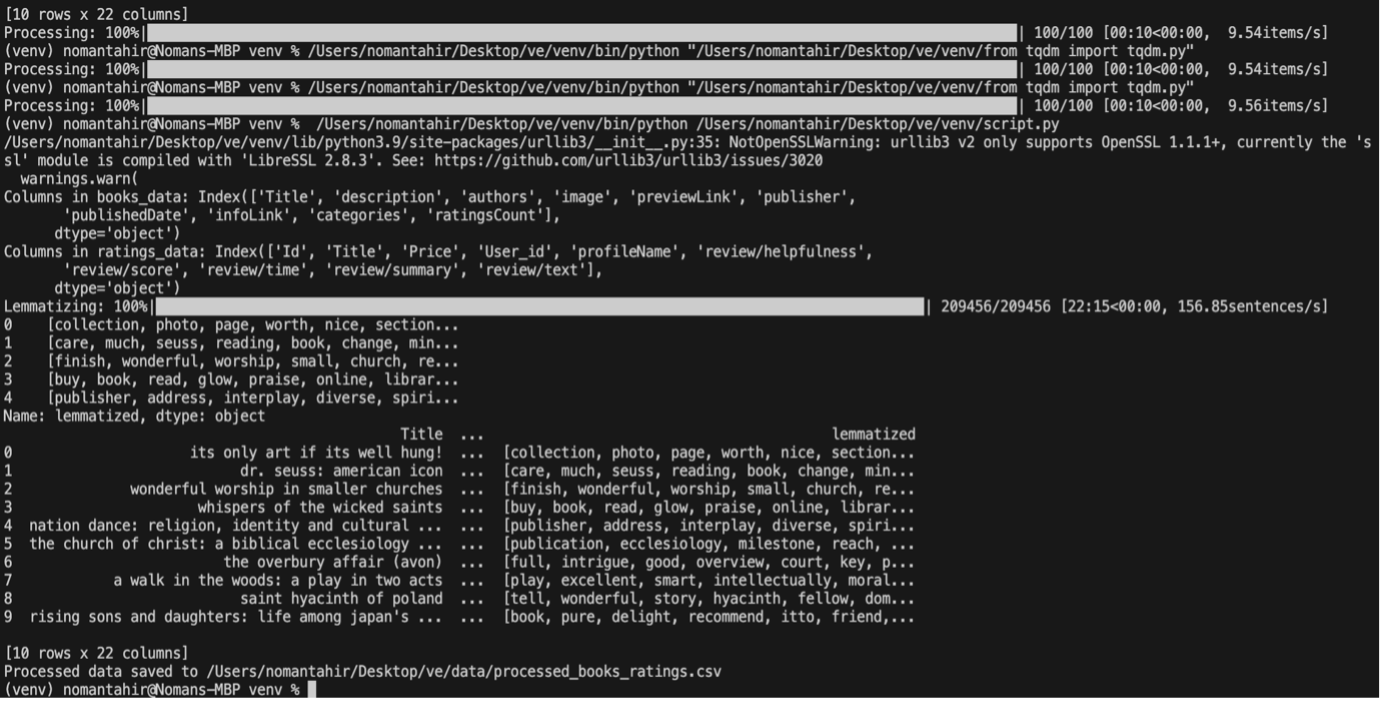 [10 rows x 22 columns]
Processing: 100%| | 100/100 [00:10<00:00, 9.54items/s]
(venv) nomantahir@Nomans-MBP venv % /Users/nomantahir/Desktop/ve/venv/bin/python "/Users/nomantahir/Desktop/ve/venv/from tqdm import tqdm.py"
Processing: 100%| | 100/100 [00:10<00:00, 9.54items/s]
(venv) nomantahir@Nomans-MBP venv % /Users/nomantahir/Desktop/ve/venv/bin/python "/Users/nomantahir/Desktop/ve/venv/from tqdm import tqdm.py"
Processing: 100%| | 100/100 [00:10<00:00, 9.56items/s]
(venv) nomantahir@Nomans-MBP venv % /Users/nomantahir/Desktop/ve/venv/bin/python /Users/nomantahir/Desktop/ve/venv/script.py
/Users/nomantahir/Desktop/ve/venv/lib/python3.9/site-packages/urllib3/__init__.py:35: NotOpenSSLWarning: urllib3 v2 only supports OpenSSL 1.1.1+, currently the 's
sl' module is compiled with 'LibreSSL 2.8.3'. See: https://github.com/urllib3/urllib3/issues/3020
warnings.warn(
Columns in books_data: Index(['Title', 'description', 'authors', 'image', 'previewLink', 'publisher',
'publishedDate', 'infoLink', 'categories', 'ratingsCount'],
dtype='object')
Columns in ratings_data: Index(['Id', 'Title', 'Price', 'User_id', 'profileName', 'review/helpfulness',
'review/score', 'review/time', 'review/summary', 'review/text'],
dtype='object')
Lemmatizing: 100%| | 209456/209456 [22:15<00:00, 156.85sentences/s]
0 [collection, photo, page, worth, nice, section...
1 [care, much, seuss, reading, book, change, min...
2 [finish, wonderful, worship, small, church, re...
3 [buy, book, read, glow, praise, online, librar...
4 [publisher, address, interplay, diverse, spiri...
Name: lemmatized, dtype: object
Title ... lemmatized
0 its only art if its well hung! ... [collection, photo, page, worth, nice, section...
1 dr. seuss: american icon ... [care, much, seuss, reading, book, change, min...
2 wonderful worship in smaller churches ... [finish, wonderful, worship, small, church, re...
3 whispers of the wicked saints ... [buy, book, read, glow, praise, online, librar...
4 nation dance: religion, identity and cultural ... ... [publisher, address, interplay, diverse, spiri...
5 the church of christ: a biblical ecclesiology ... ... [publication, ecclesiology, milestone, reach, ...
6 the overbury affair (avon) ... [full, intrigue, good, overview, court, key, p...
7 a walk in the woods: a play in two acts ... [play, excellent, smart, intellectually, moral...
8 saint hyacinth of poland ... [tell, wonderful, story, hyacinth, fellow, dom...
9 rising sons and daughters: life among japan's ... ... [book, pure, delight, recommend, itto, friend,...
[10 rows x 22 columns]
Processed data saved to /Users/nomantahir/Desktop/ve/data/processed_books_ratings.csv
(venv) nomantahir@Nomans-MBP venv %